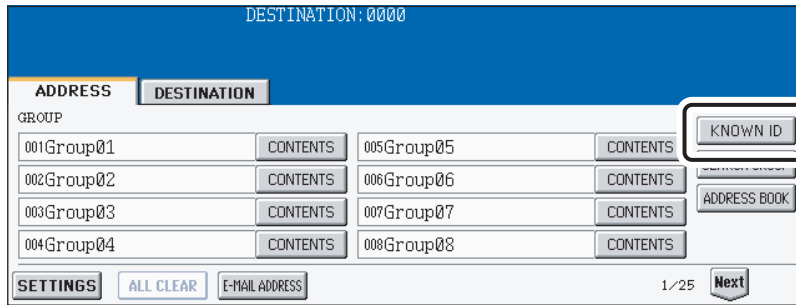 DESTINATION:0000
ADDRESS DESTINATION
GROUP
KNOWN ID
001Group01 CONTENTS 005Group05 CONTENTS
002Group02 CONTENTS 006Group06 CONTENTS
ADDRESS BOOK
003Group03 CONTENTS 007Group07 CONTENTS
004Group04 CONTENTS 008Group08 CONTENTS
SETTINGS ALL CLEAR E-MAIL ADDRESS 1/25 Next